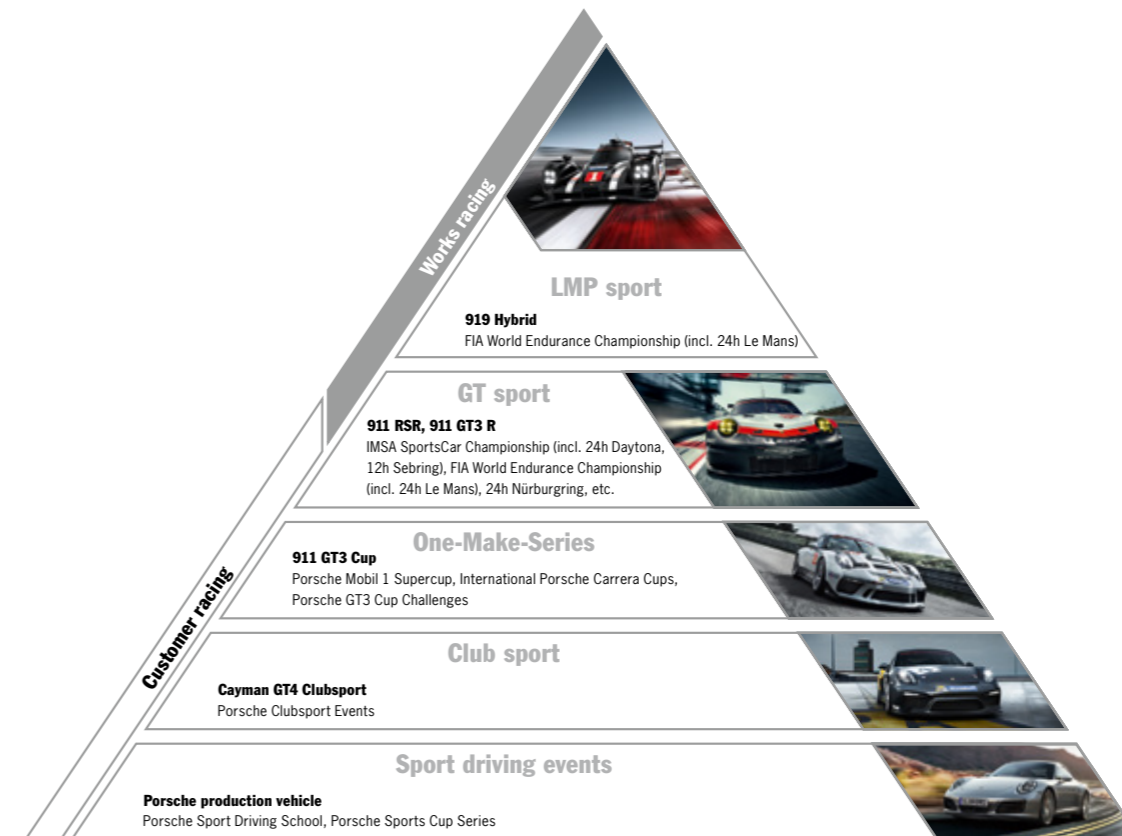 Works racing
LMP sport
919 Hybrid
FIA World Endurance Championship (incl. 24h Le Mans)
GT sport
911 RSR, 911 GT3 R
IMSA SportsCar Championship (incl. 24h Daytona,
12h Sebring), FIA World Endurance Championship
(incl. 24h Le Mans), 24h Nürburgring, etc.
Customer racing
One-Make-Series
911 GT3 Cup
Porsche Mobil 1 Supercup, International Porsche Carrera Cups,
Porsche GT3 Cup Challenges
Club sport
Cayman GT4 Clubsport
Porsche Clubsport Events
Sport driving events
Porsche production vehicle
Porsche Sport Driving School, Porsche Sports Cup Series